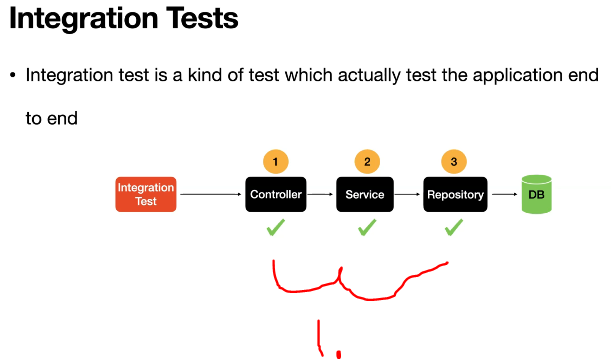 Integration Tests
• Integration test is a kind of test which actually test the application end
to end
1 2 3
Integration
Test
Controller Service Repository DB
1.